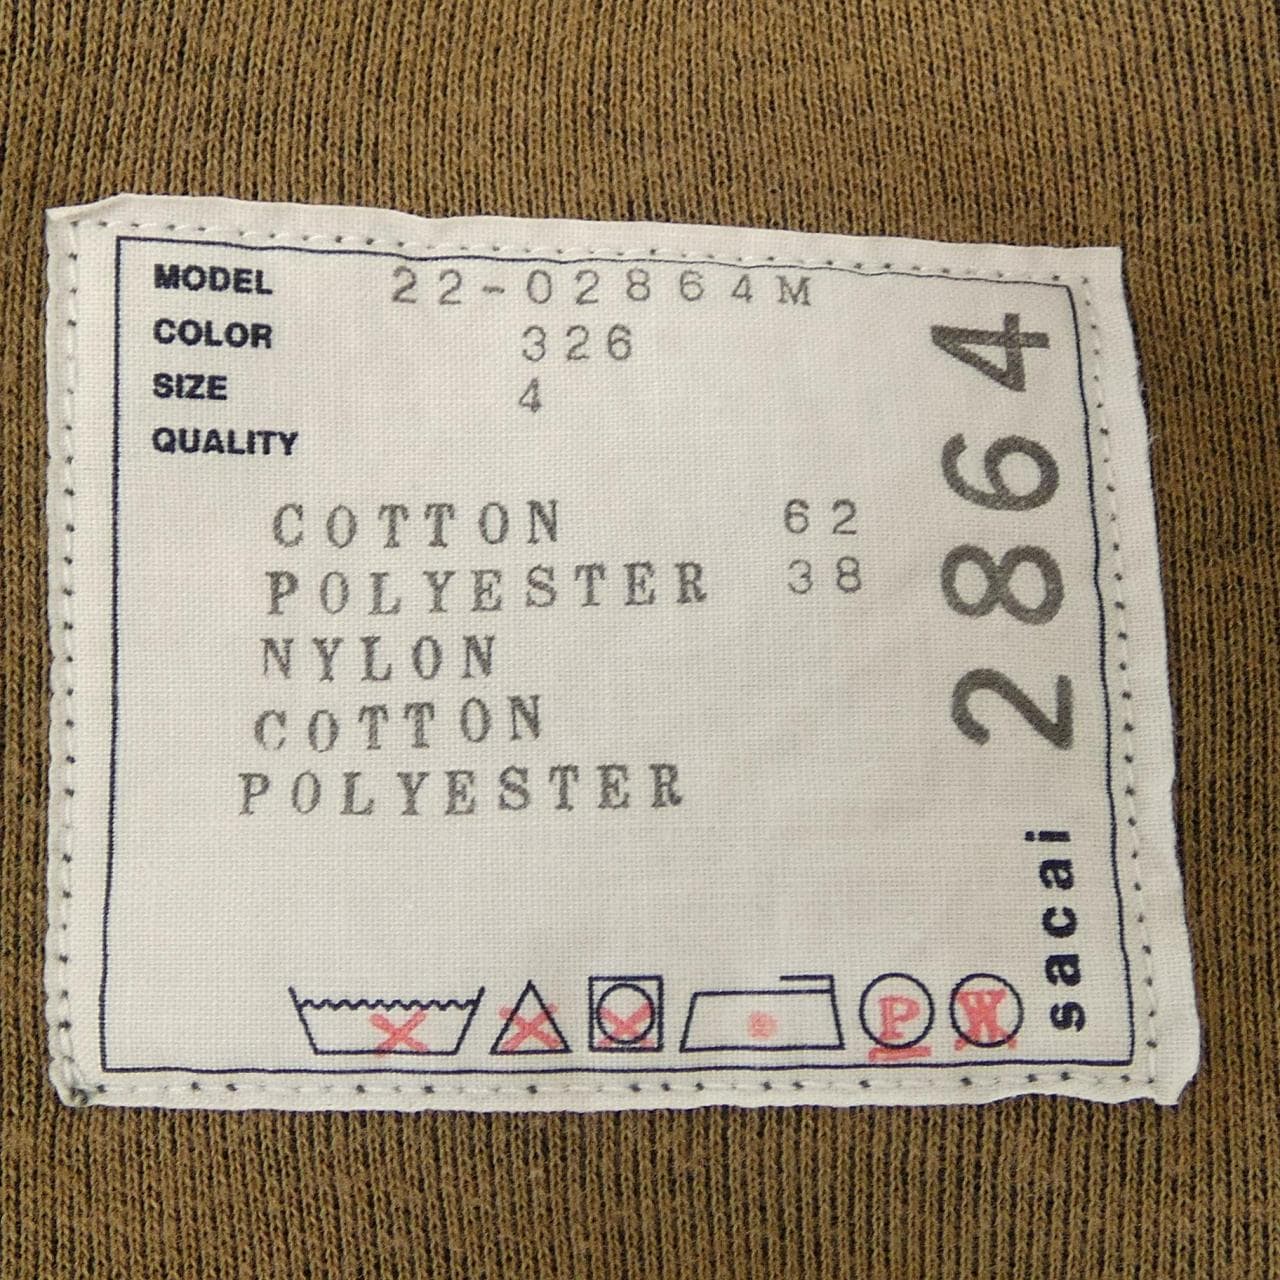 MODEL 22-02864M
COLOR 326
SIZE 4
QUALITY
COTTON 62
POLYESTER 38
NYLON
COTTON
POLYESTER
2864
sacai
P W